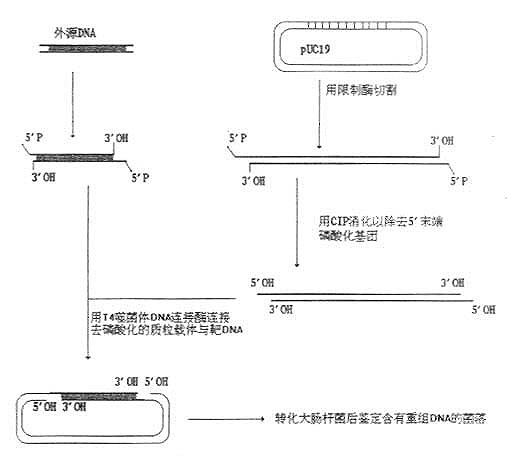 外源DNA
pUC19
用限制酶切割
5'P
3'OH
3'OH
5'P
5'P
3'OH
3'OH
5'P
用CIP消化以除去5'末端
磷酸化基团
5'OH
3'OH
3'OH
5'OH
用T4噬菌体DNA连接酶连接
去磷酸化的质粒载体与靶DNA
3'OH 5'OH
5'OH 3'OH
转化大肠杆菌后鉴定含有重组DNA的菌落